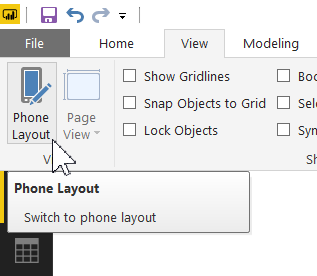 File Home View Modeling
Show Gridlines
Snap Objects to Grid
Lock Objects
Phone
Layout
Page
View
Phone Layout
Switch to phone layout